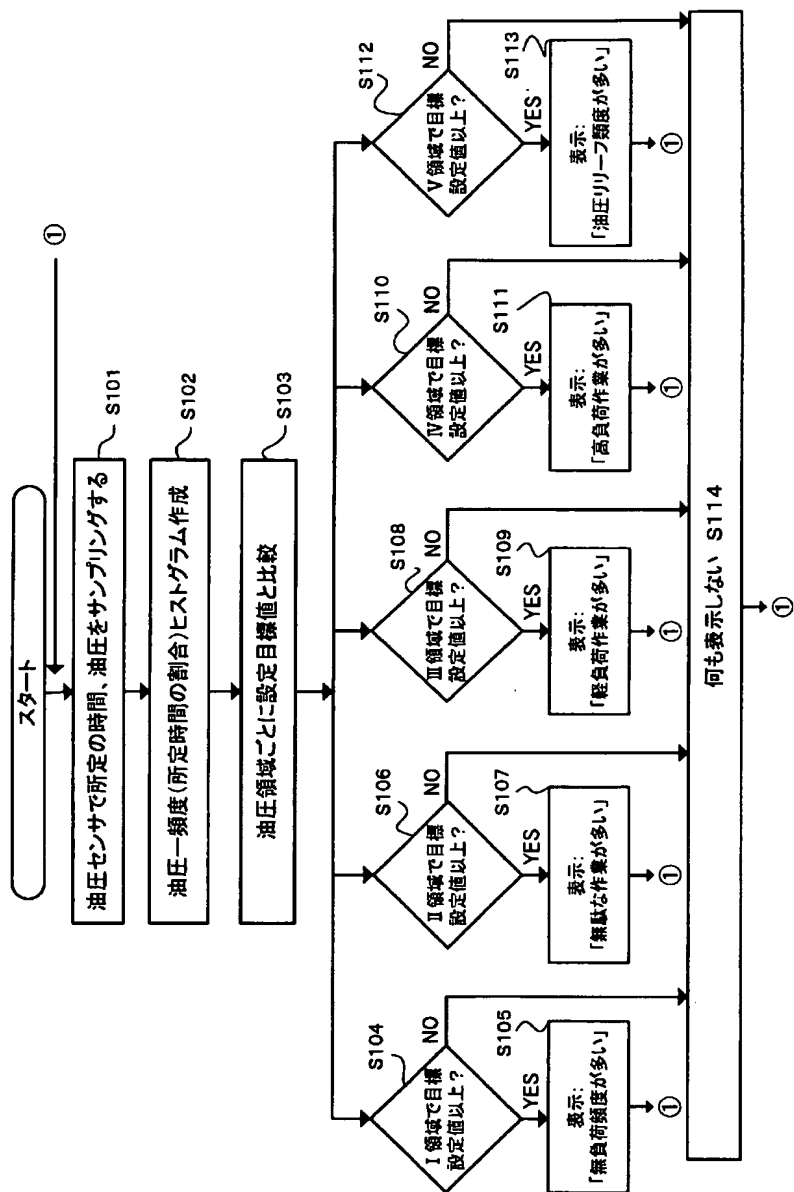 スタート
①
油圧センサで所定の時間、油圧をサンプリングする
S101
油圧ー頻度(所定時間の割合)ヒストグラム作成
S102
油圧領域ごとに設定目標値と比較
S103
Ⅰ領域で目標
設定値以上?
S104
NO
YES
表示:
「無負荷頻度が多い」
S105
①
Ⅱ領域で目標
設定値以上?
S106
NO
YES
表示:
「無駄な作業が多い」
S107
①
Ⅲ領域で目標
設定値以上?
S108
NO
YES
表示:
「軽負荷作業が多い」
S109
①
Ⅳ領域で目標
設定値以上?
S110
NO
YES
表示:
「高負荷作業が多い」
S111
①
Ⅴ領域で目標
設定値以上?
S112
NO
YES
表示:
「油圧リリーフ類度が多い」
S113
①
何も表示しない S114
①